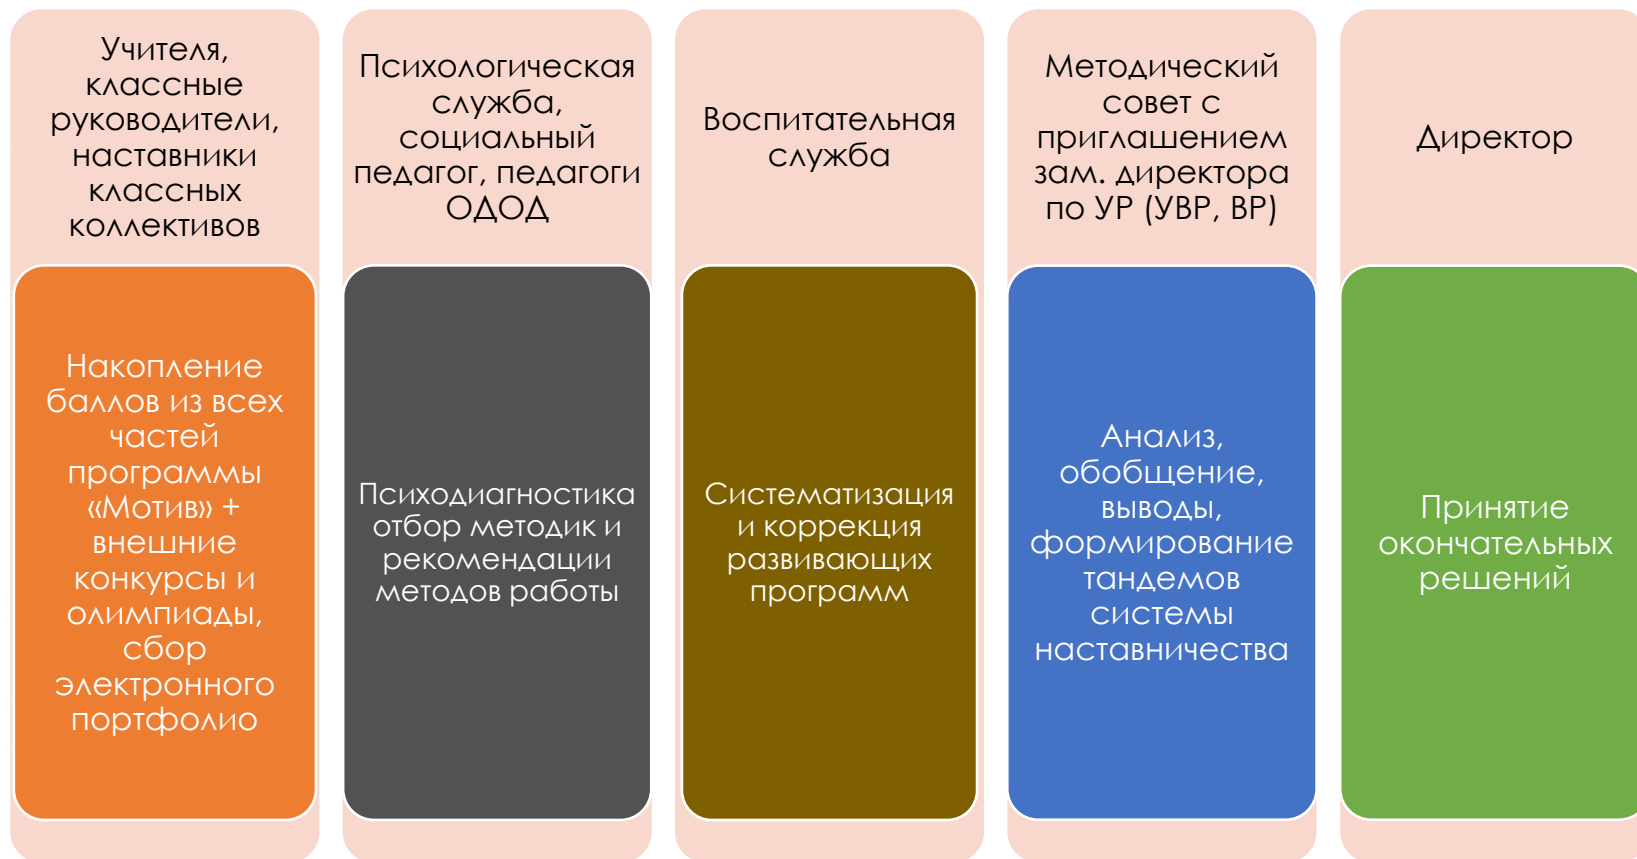 Учителя,
классные
руководители,
наставники
классных
коллективов
Накопление
баллов из всех
частей
программы
«Мотив» +
внешние
конкурсы и
олимпиады,
сбор
электронного
портфолио
Психологическая
служба,
социальный
педагог, педагоги
ОДОД
Психодиагностика
отбор методик и
рекомендации
методов работы
Воспитательная
служба
Систематизация
и коррекция
развивающих
программ
Методический
совет с
приглашением
зам. директора
по УР (УВР, ВР)
Анализ,
обобщение,
выводы,
формирование
тандемов
системы
наставничества
Директор
Принятие
окончательных
решений